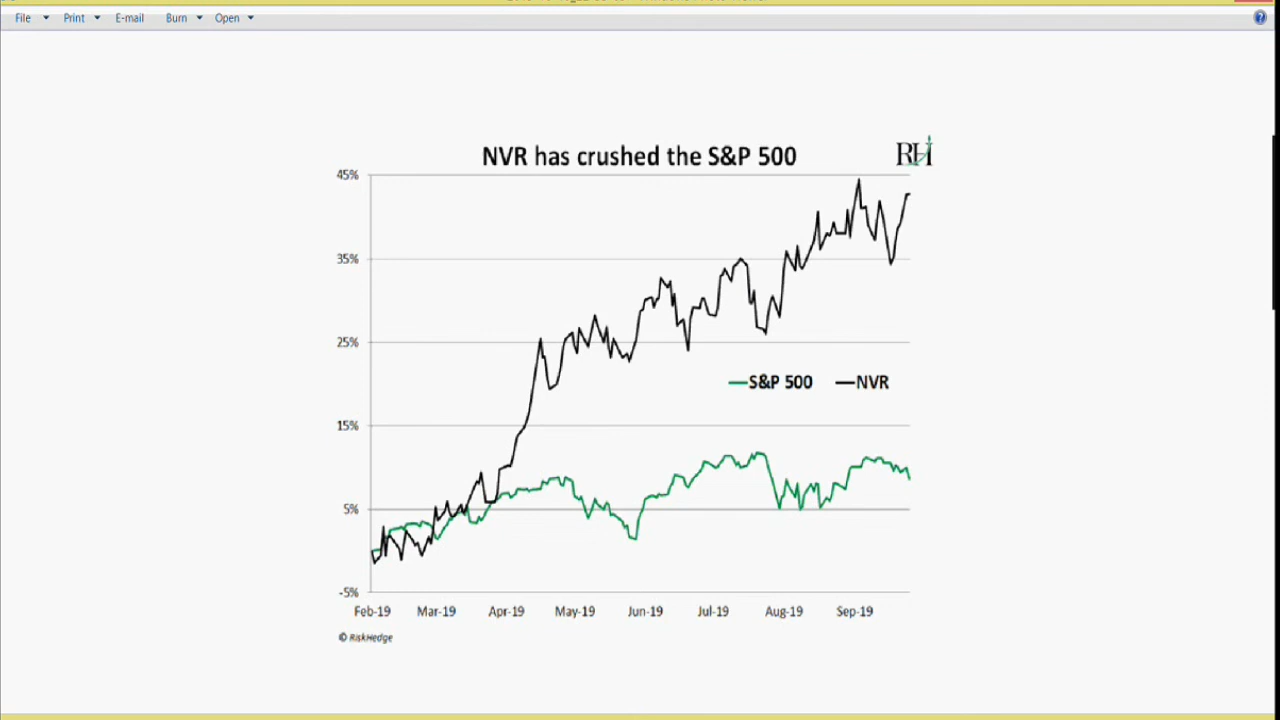 File Print E-mail Burn Open
NVR has crushed the S&P 500
RH
45%
35%
25%
S&P 500 NVR
15%
5%
-5%
Feb-19 Mar-19 Apr-19 May-19 Jun-19 Jul-19 Aug-19 Sep-19
© RiskHedge